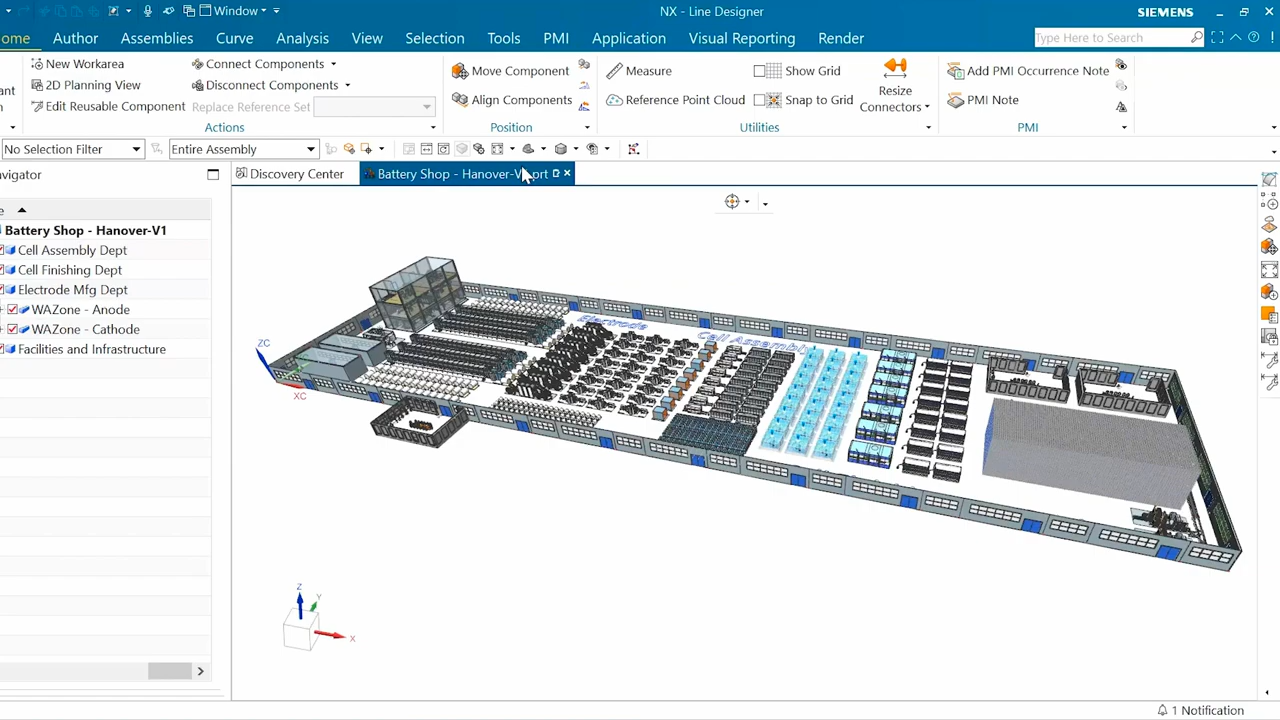 Window
NX - Line Designer
SIEMENS
ome
Author
Assemblies
Curve
Analysis
View
Selection
Tools
PMI
Application
Visual Reporting
Render
Type Here to Search
New Workarea
Connect Components
Move Component
Measure
Show Grid
Add PMI Occurrence Note
ant
2D Planning View
Disconnect Components
Resize
Connectors
n
Edit Reusable Component
Replace Reference Set
Align Components
Reference Point Cloud
Snap to Grid
PMI Note
Actions
Position
Utilities
PMI
No Selection Filter
Entire Assembly
avigator
Discovery Center
Battery Shop - Hanover-V
prt
e
Battery Shop - Hanover-V1
Cell Assembly Dept
Cell Finishing Dept
Electrode Mfg Dept
WAZone - Anode
WAZone - Cathode
Facilities and Infrastructure
Electrode
Cell Assembly
ZC
XC
Z
Y
X
1 Notification